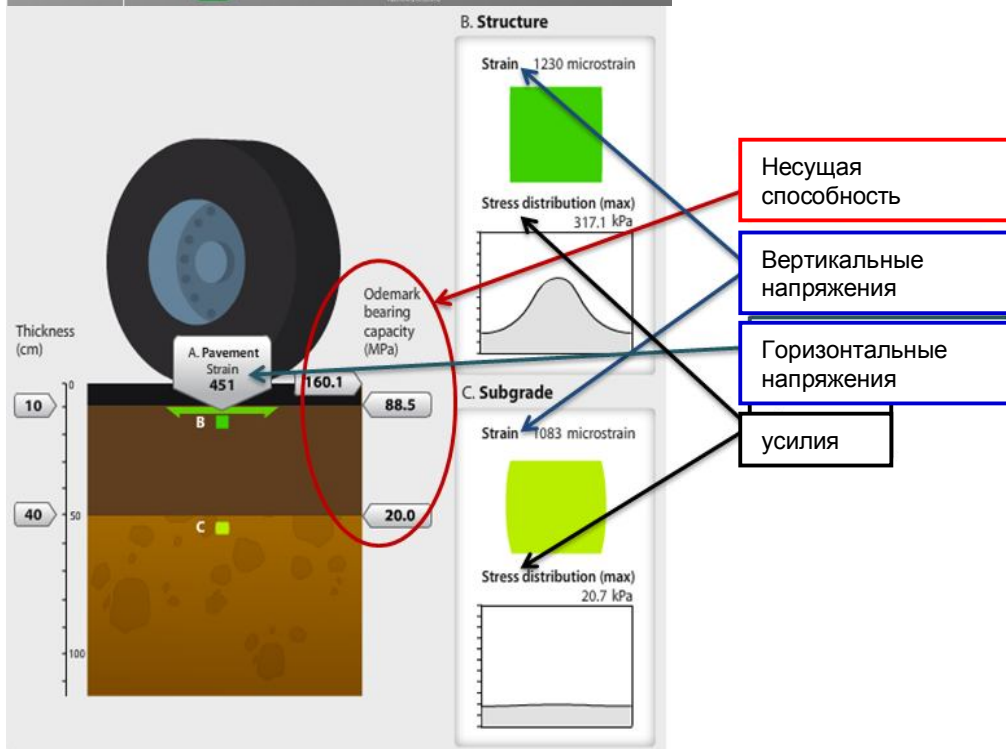 B. Structure
Strain 1230 microstrain
Stress distribution (max)
317.1 kPa
Несущая
способность
Вертикальные
напряжения
Горизонтальные
напряжения
усилия
Odemark
bearing
capacity
(MPa)
Thickness
(cm)
A. Pavement
Strain
451
160.1
0
10
88.5
B
40
50
20.0
C
100
C. Subgrade
Strain 1083 microstrain
Stress distribution (max)
20.7 kPa